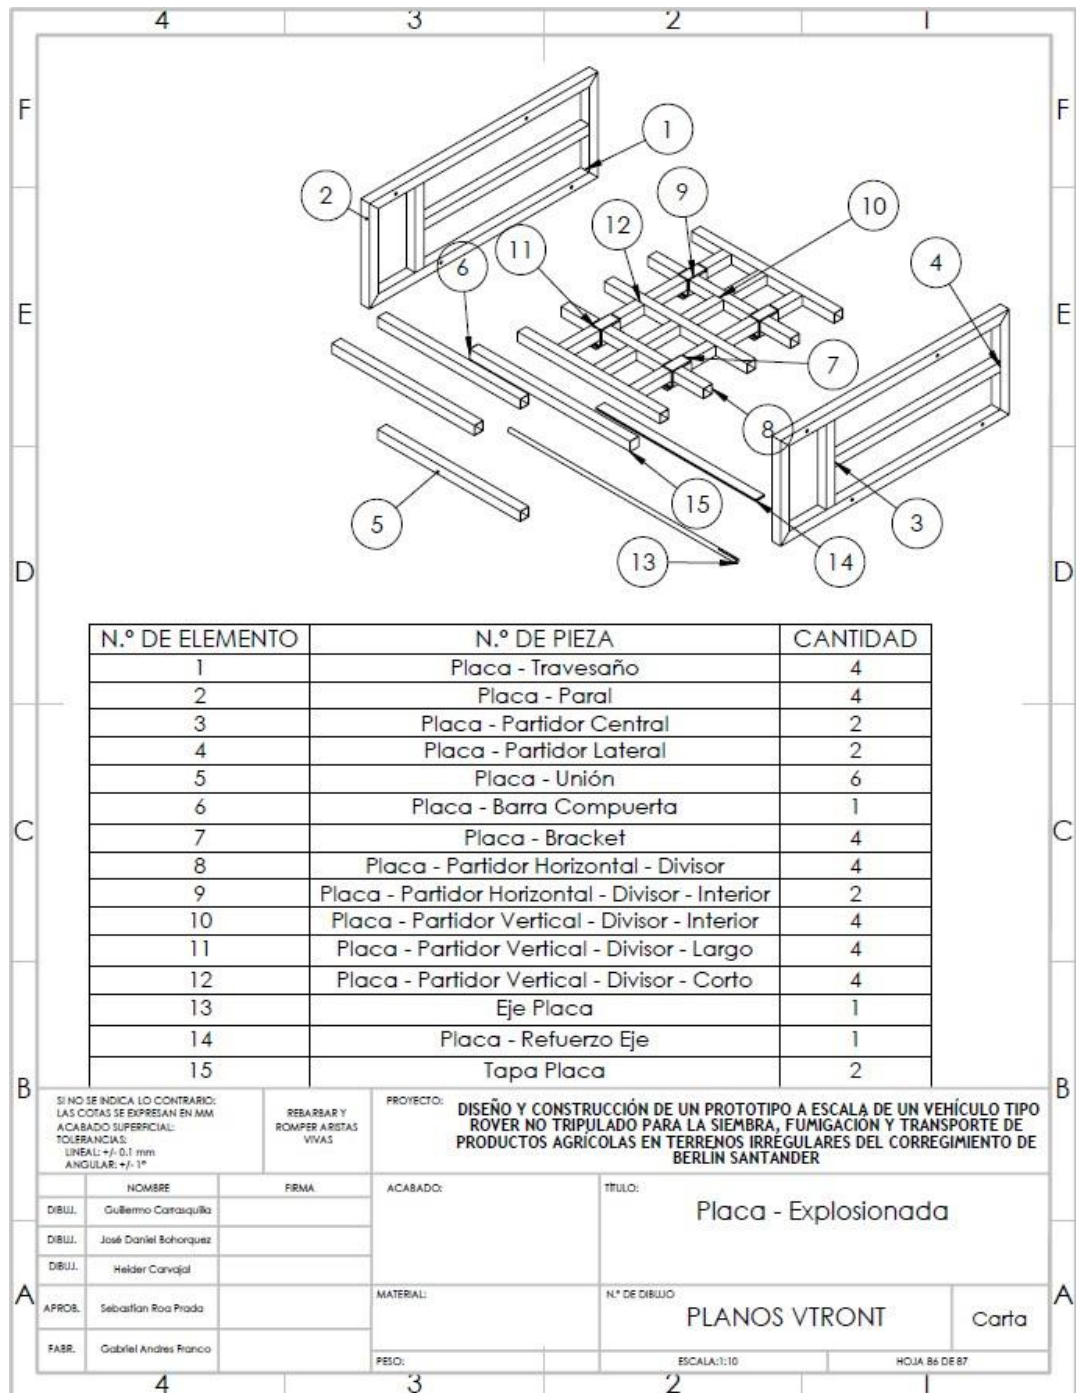 4 3 2 1
F F
1
9
2
10
12
11
4
6
E E
7
8
15
5
3
14
13
D D
N.º DE ELEMENTO N.º DE PIEZA CANTIDAD
1 Placa - Travesaño 4
2 Placa - Paral 4
3 Placa - Partidor Central 2
4 Placa - Partidor Lateral 2
5 Placa - Unión 6
6 Placa - Barra Compuerta 1
7 Placa - Bracket 4
8 Placa - Partidor Horizontal - Divisor 4
9 Placa - Partidor Horizontal - Divisor - Interior 2
10 Placa - Partidor Vertical - Divisor - Interior 4
11 Placa - Partidor Vertical - Divisor - Largo 4
12 Placa - Partidor Vertical - Divisor - Corto 4
13 Eje Placa 1
14 Placa - Refuerzo Eje 1
15 Tapa Placa 2
C C
B B
SI NO SE INDICA LO CONTRARIO:
LAS COTAS SE EXPRESAN EN MM
ACABADO SUPERFICIAL:
TOLERANCIAS:
LINEAL: +/- 0.1 mm
ANGULAR: +/- 1º
REBARBAR Y
ROMPER ARISTAS
VIVAS
PROYECTO: DISEÑO Y CONSTRUCCIÓN DE UN PROTOTIPO A ESCALA DE UN VEHÍCULO TIPO
ROVER NO TRIPULADO PARA LA SIEMBRA, FUMIGACIÓN Y TRANSPORTE DE
PRODUCTOS AGRÍCOLAS EN TERRENOS IRREGULARES DEL CORREGIMIENTO DE
BERLÍN SANTANDER
NOMBRE FIRMA
DIBUJ. Guillermo Carrasquilla
DIBUJ. José Daniel Bohorquez
DIBUJ. Helder Carvajal
APROB. Sebastian Roa Prada
FABR. Gabriel Andres Franco
ACABADO:
TÍTULO:
Placa - Explosionada
MATERIAL:
N.º DE DIBUJO
PLANOS VTRONT
Carta
PESO:
ESCALA:1:10
HOJA 86 DE 87
A A
4 3 2 1